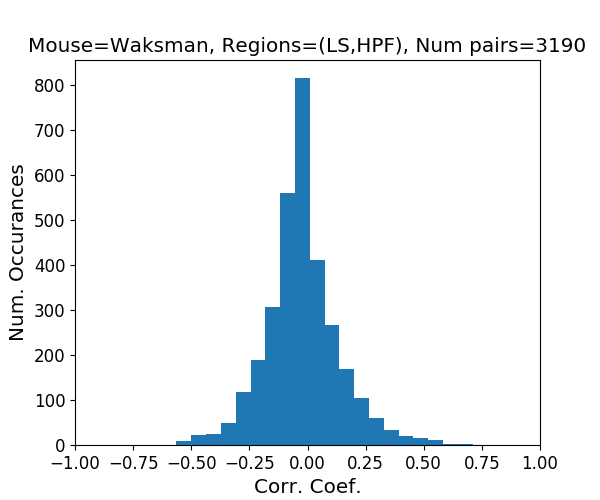 Mouse=Waksman, Regions=(LS,HPF), Num pairs=3190
Num. Occurances
800
700
600
500
400
300
200
100
0
−1.00 −0.75 −0.50 −0.25 0.00 0.25 0.50 0.75 1.00
Corr. Coef.